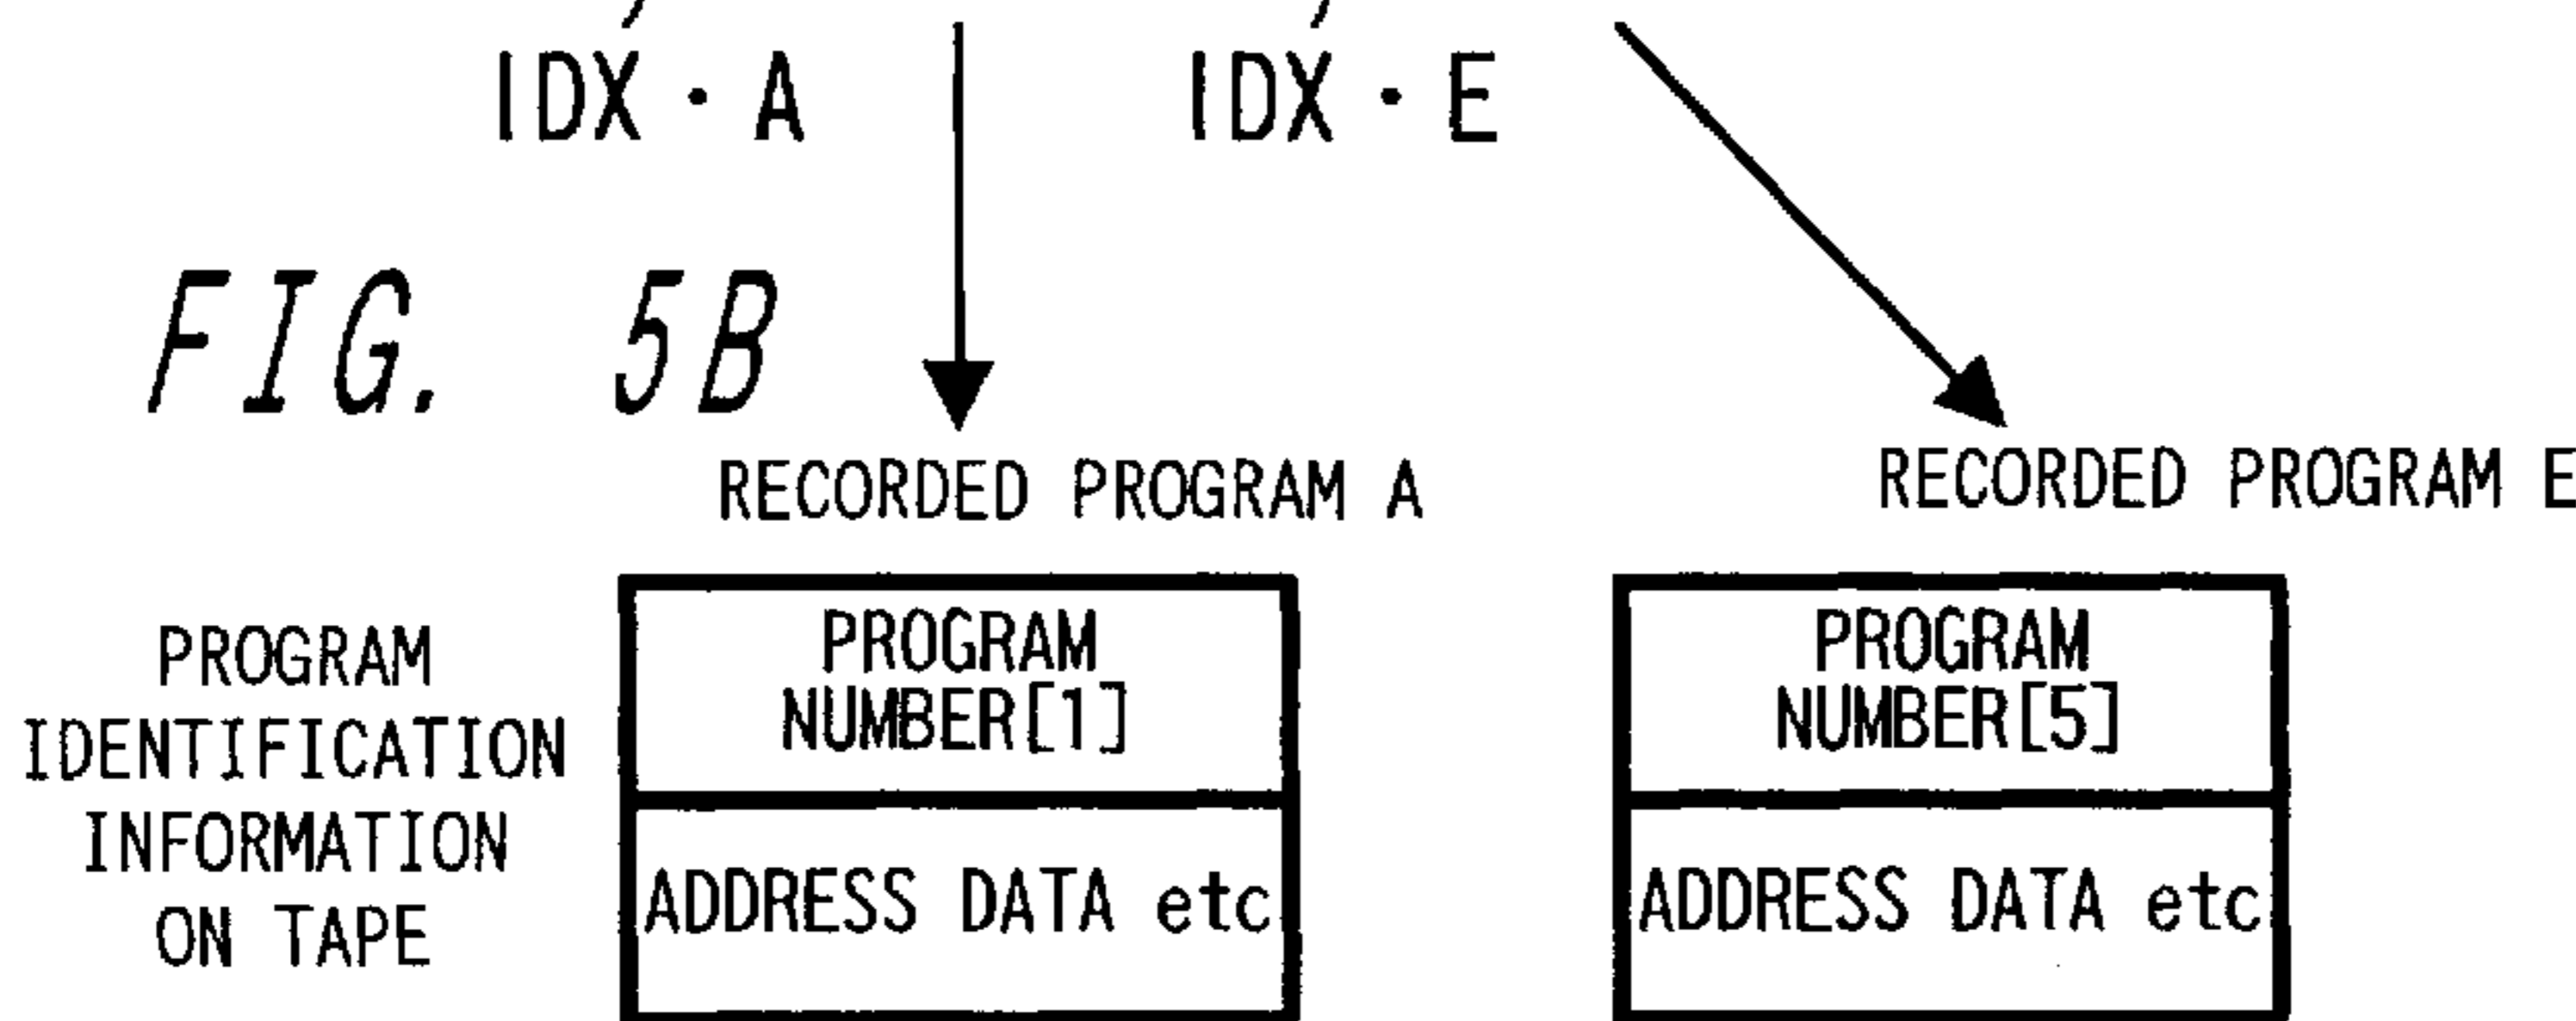 IDX・A
IDX・E
FIG. 5B
RECORDED PROGRAM A
RECORDED PROGRAM E
PROGRAM
IDENTIFICATION
INFORMATION
ON TAPE
PROGRAM
NUMBER[1]
ADDRESS DATA etc
PROGRAM
NUMBER[5]
ADDRESS DATA etc